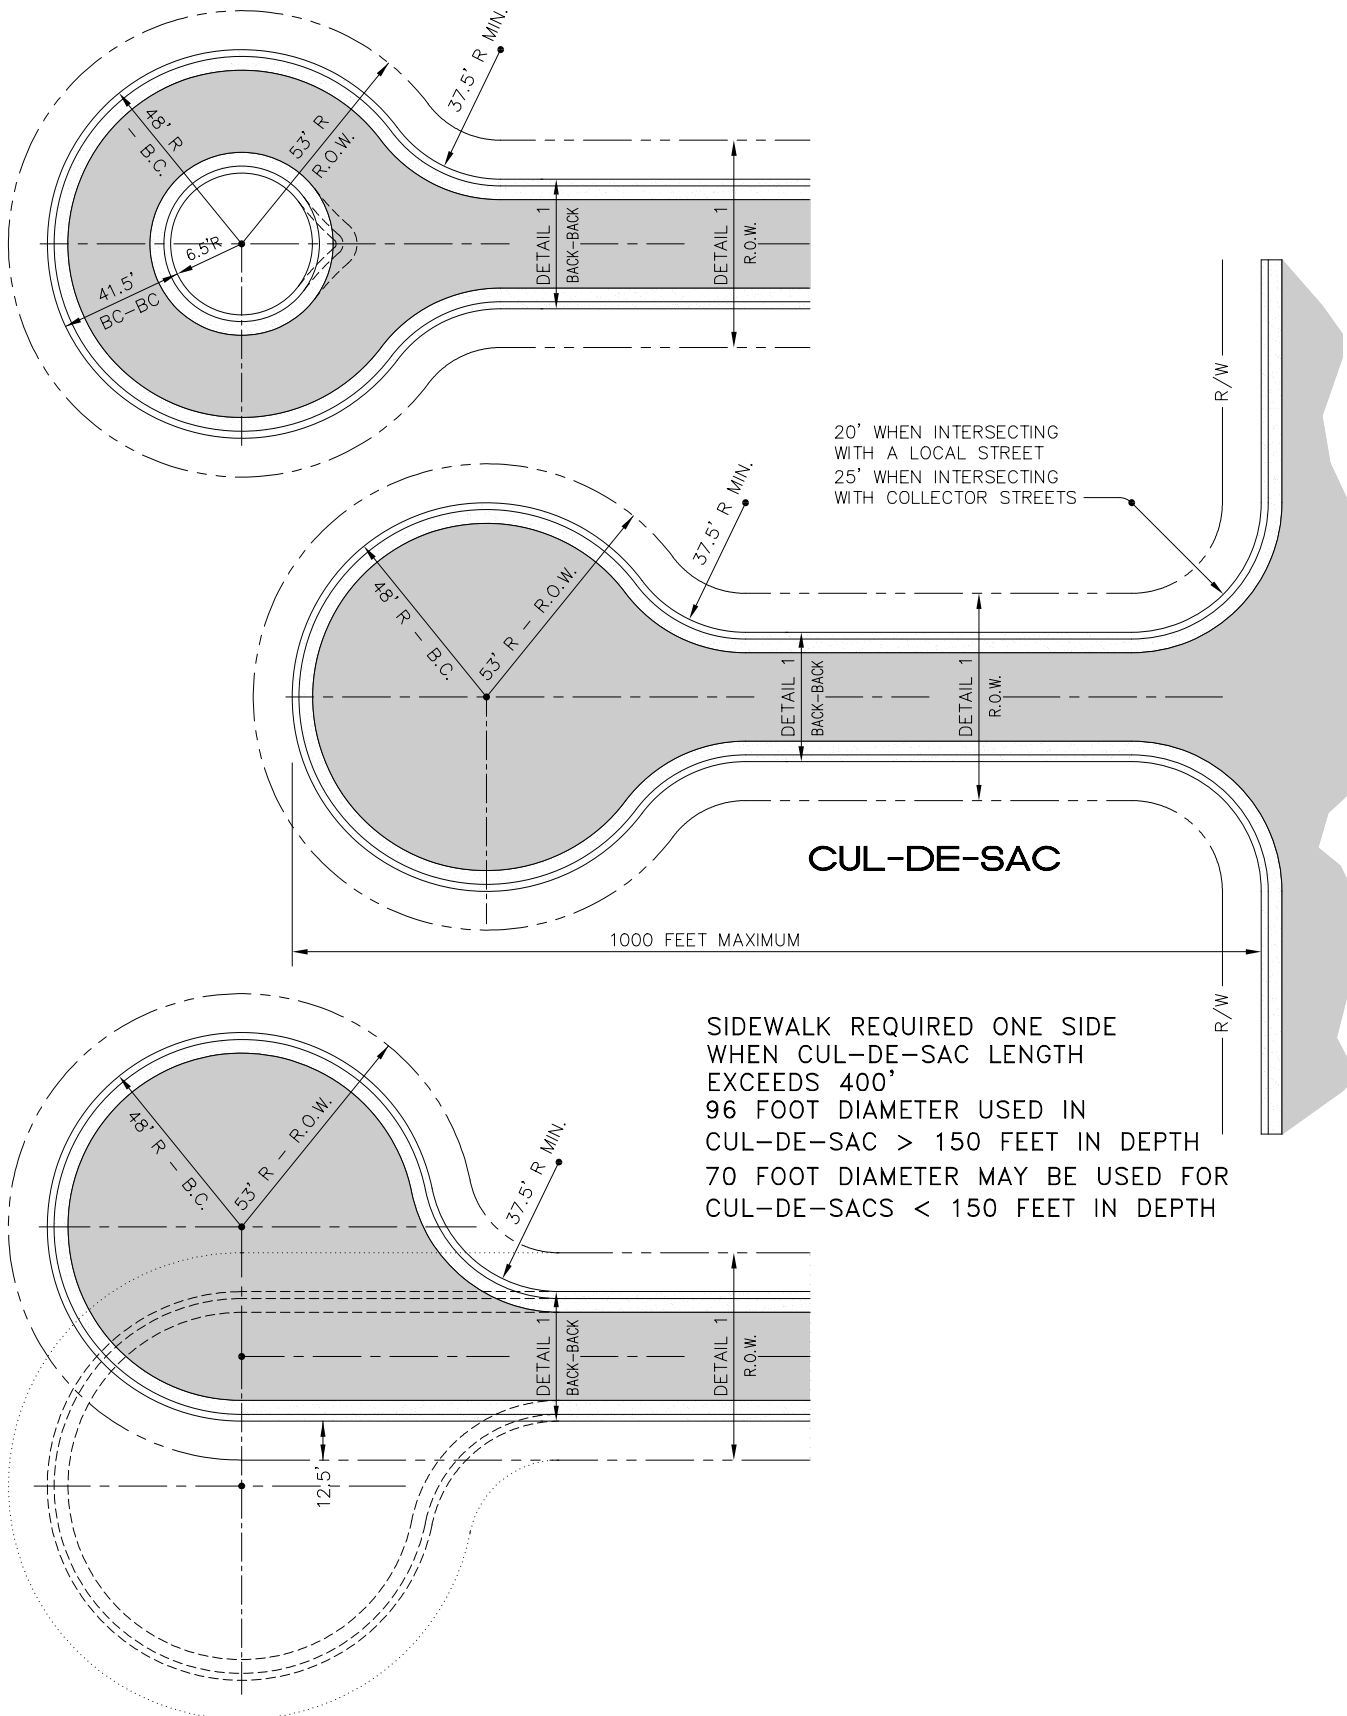 37.5' R MIN.
48' R
- B.C.
53' R
R.O.W.
6.5'R
41.5'
BC-BC
DETAIL 1
BACK-BACK
DETAIL 1
R.O.W.
R/W
20' WHEN INTERSECTING
WITH A LOCAL STREET
25' WHEN INTERSECTING
WITH COLLECTOR STREETS
37.5' R MIN.
48' R - B.C.
53' R - R.O.W.
DETAIL 1
BACK-BACK
DETAIL 1
R.O.W.
CUL-DE-SAC
1000 FEET MAXIMUM
R/W
SIDEWALK REQUIRED ONE SIDE
WHEN CUL-DE-SAC LENGTH
EXCEEDS 400'
96 FOOT DIAMETER USED IN
CUL-DE-SAC > 150 FEET IN DEPTH
70 FOOT DIAMETER MAY BE USED FOR
CUL-DE-SACS < 150 FEET IN DEPTH
48' R - B.C.
53' R - R.O.W.
37.5' R MIN.
DETAIL 1
BACK-BACK
DETAIL 1
R.O.W.
12.5'